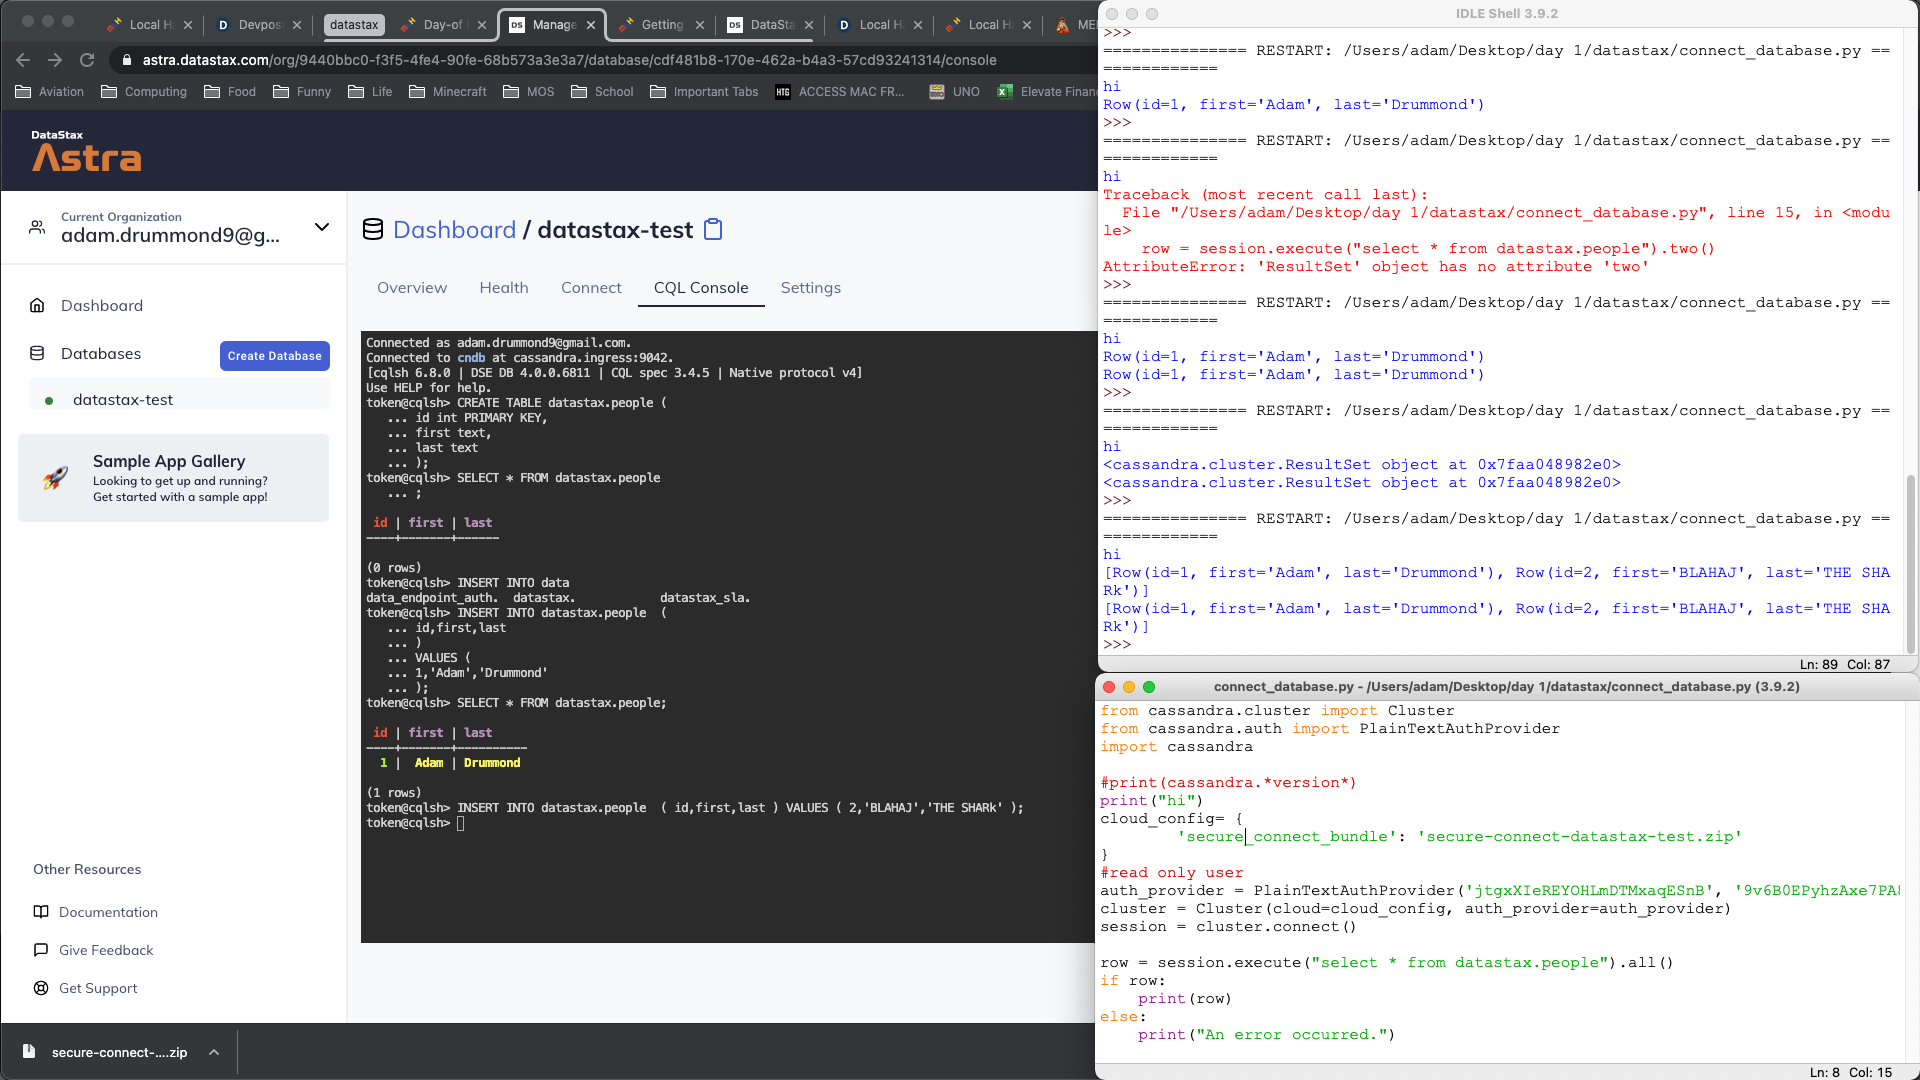 Local H
Devpost
datastax
Day-of
Manage
Getting
DataSta
Local H
Local H
astra.datastax.com/org/9440bbc0-f3f5-4fe4-90fe-68b573a3e3a7/database/cdf481b8-170e-462a-b4a3-57cd93241314/console
Aviation
Computing
Food
Funny
Life
Minecraft
MOS
School
Important Tabs
HTG
ACCESS MAC FR...
UNO
Elevate Finan
DataStax
Astra
Current Organization
adam.drummond9@g...
Dashboard
Databases
Create Database
datastax-test
Sample App Gallery
Looking to get up and running?
Get started with a sample app!
Other Resources
Documentation
Give Feedback
Get Support
Dashboard / datastax-test
Overview
Health
Connect
CQL Console
Settings
Connected as adam.drummond9@gmail.com.
Connected to cndb at cassandra.ingress:9042.
[cqlsh 6.8.0 | DSE DB 4.0.0.6811 | CQL spec 3.4.5 | Native protocol v4]
Use HELP for help.
token@cqlsh> CREATE TABLE datastax.people (
... id int PRIMARY KEY,
... first text,
... last text
... );
token@cqlsh> SELECT * FROM datastax.people
... ;
id | first | last
----+-------+------
(0 rows)
token@cqlsh> INSERT INTO data
data_endpoint_auth. datastax. datastax_sla.
token@cqlsh> INSERT INTO datastax.people (
... id,first,last
... )
... VALUES (
... 1,'Adam','Drummond'
... );
token@cqlsh> SELECT * FROM datastax.people;
id | first | last
----+-------+----------
1 | Adam | Drummond
(1 rows)
token@cqlsh> INSERT INTO datastax.people ( id,first,last ) VALUES ( 2,'BLAHAJ','THE SHARk' );
token@cqlsh>
secure-connect-....zip
IDLE Shell 3.9.2
>>>
=============== RESTART: /Users/adam/Desktop/day 1/datastax/connect_database.py ==
============
hi
Row(id=1, first='Adam', last='Drummond')
>>>
=============== RESTART: /Users/adam/Desktop/day 1/datastax/connect_database.py ==
============
hi
Traceback (most recent call last):
File "/Users/adam/Desktop/day 1/datastax/connect_database.py", line 15, in <modu
le>
row = session.execute("select * from datastax.people").two()
AttributeError: 'ResultSet' object has no attribute 'two'
>>>
=============== RESTART: /Users/adam/Desktop/day 1/datastax/connect_database.py ==
============
hi
Row(id=1, first='Adam', last='Drummond')
Row(id=1, first='Adam', last='Drummond')
>>>
=============== RESTART: /Users/adam/Desktop/day 1/datastax/connect_database.py ==
============
hi
<cassandra.cluster.ResultSet object at 0x7faa048982e0>
<cassandra.cluster.ResultSet object at 0x7faa048982e0>
>>>
=============== RESTART: /Users/adam/Desktop/day 1/datastax/connect_database.py ==
============
hi
[Row(id=1, first='Adam', last='Drummond'), Row(id=2, first='BLAHAJ', last='THE SHA
Rk')]
[Row(id=1, first='Adam', last='Drummond'), Row(id=2, first='BLAHAJ', last='THE SHA
Rk')]
>>>
Ln: 89 Col: 87
connect_database.py - /Users/adam/Desktop/day 1/datastax/connect_database.py (3.9.2)
from cassandra.cluster import Cluster
from cassandra.auth import PlainTextAuthProvider
import cassandra
#print(cassandra.*version*)
print("hi")
cloud_config= {
'secure_connect_bundle': 'secure-connect-datastax-test.zip'
}
#read only user
auth_provider = PlainTextAuthProvider('jtgxXIeREYOHLmDTMxaqESnB', '9v6B0EPyhzAxe7PA
cluster = Cluster(cloud=cloud_config, auth_provider=auth_provider)
session = cluster.connect()
row = session.execute("select * from datastax.people").all()
if row:
print(row)
else:
print("An error occurred.")
Ln: 8 Col: 15